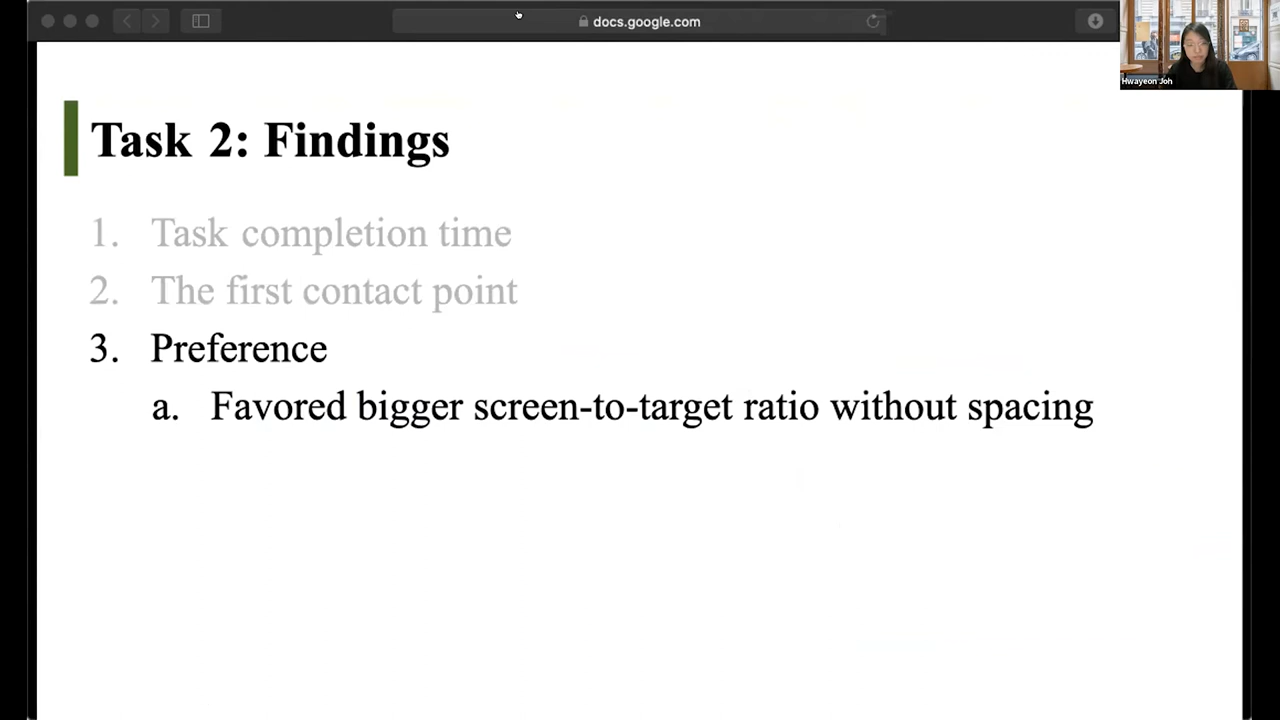 docs.google.com
Hwayeon Joh
Task 2: Findings
1. Task completion time
2. The first contact point
3. Preference
a. Favored bigger screen-to-target ratio without spacing